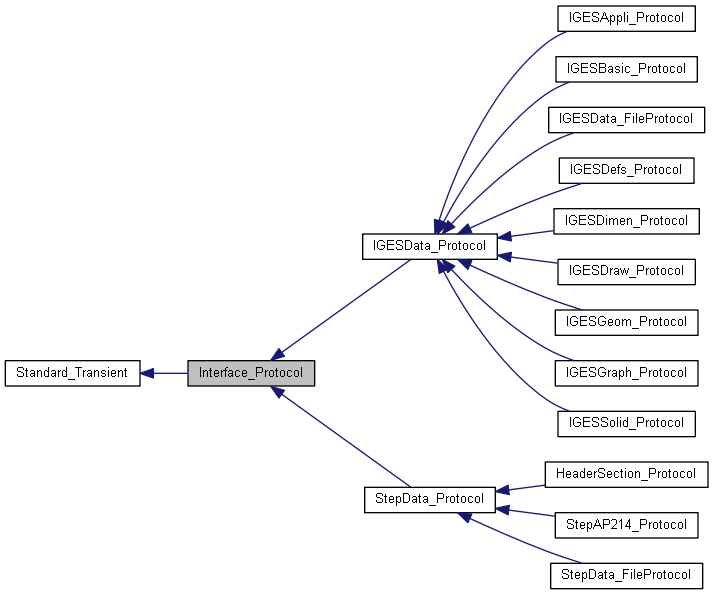 IGESAppli_Protocol
IGESBasic_Protocol
IGESData_FileProtocol
IGESDefs_Protocol
IGESDimen_Protocol
IGESData_Protocol
IGESDraw_Protocol
IGESGeom_Protocol
Standard_Transient
Interface_Protocol
IGESGraph_Protocol
IGESSolid_Protocol
HeaderSection_Protocol
StepData_Protocol
StepAP214_Protocol
StepData_FileProtocol